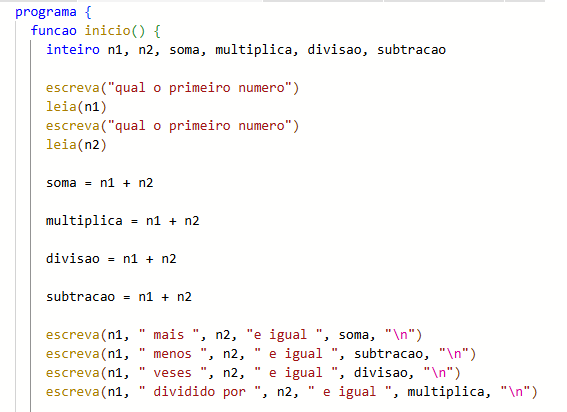 programa {
funcao inicio() {
inteiro n1, n2, soma, multiplica, divisao, subtracao
escreva("qual o primeiro numero")
leia(n1)
escreva("qual o primeiro numero")
leia(n2)
soma = n1 + n2
multiplica = n1 + n2
divisao = n1 + n2
subtracao = n1 + n2
escreva(n1, " mais ", n2, "e igual ", soma, "\n")
escreva(n1, " menos ", n2, " e igual ", subtracao, "\n")
escreva(n1, " veses ", n2, " e igual ", divisao, "\n")
escreva(n1, " dividido por ", n2, " e igual ", multiplica, "\n")